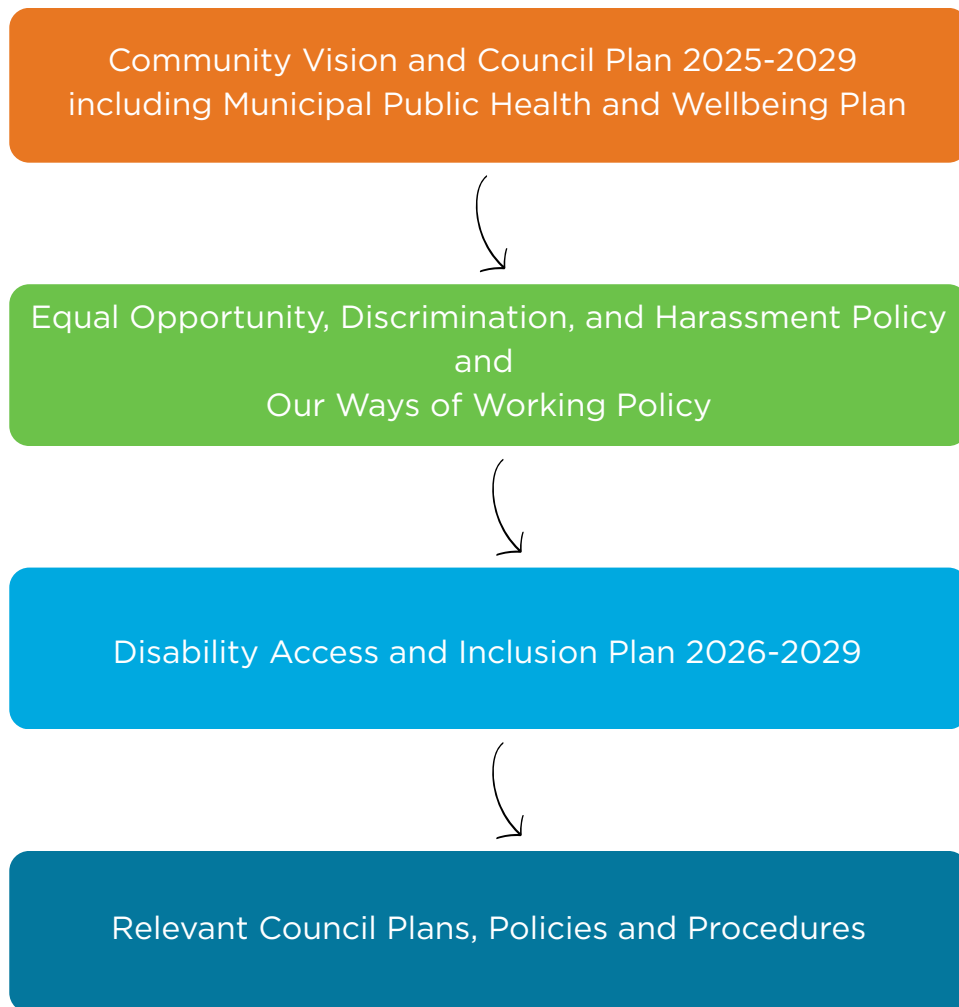 Community Vision and Council Plan 2025-2029
including Municipal Public Health and Wellbeing Plan
Equal Opportunity, Discrimination, and Harassment Policy
and
Our Ways of Working Policy
Disability Access and Inclusion Plan 2026-2029
Relevant Council Plans, Policies and Procedures